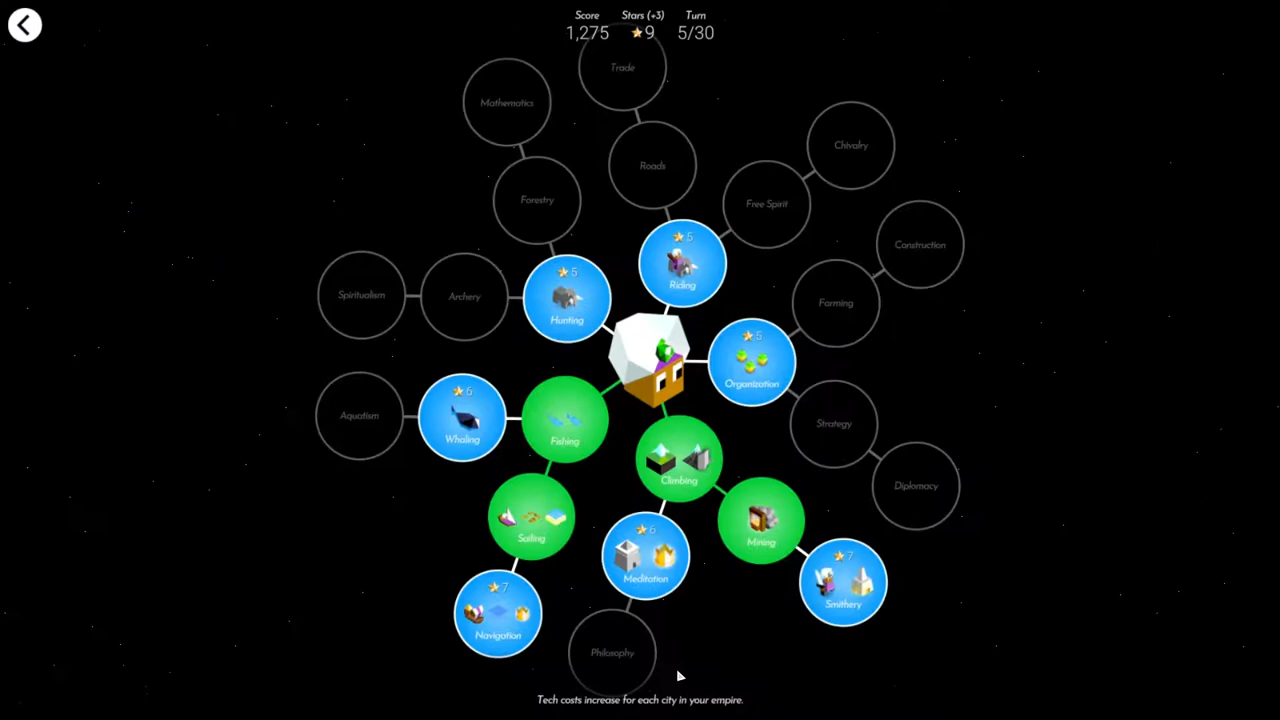 Score Stars (+3) Turn
1,275 9 5/30
Trade
Mathematics
Chivalry
Roads
Forestry
Free Spirit
5
Construction
5
Riding
Spiritualism
Archery
Farming
Hunting
5
Organization
6
Aquatism
Strategy
Whaling
Fishing
Climbing
Diplomacy
6
Sailing
Mining
7
Meditation
7
Smithery
Navigation
Philosophy
Tech costs increase for each city in your empire.